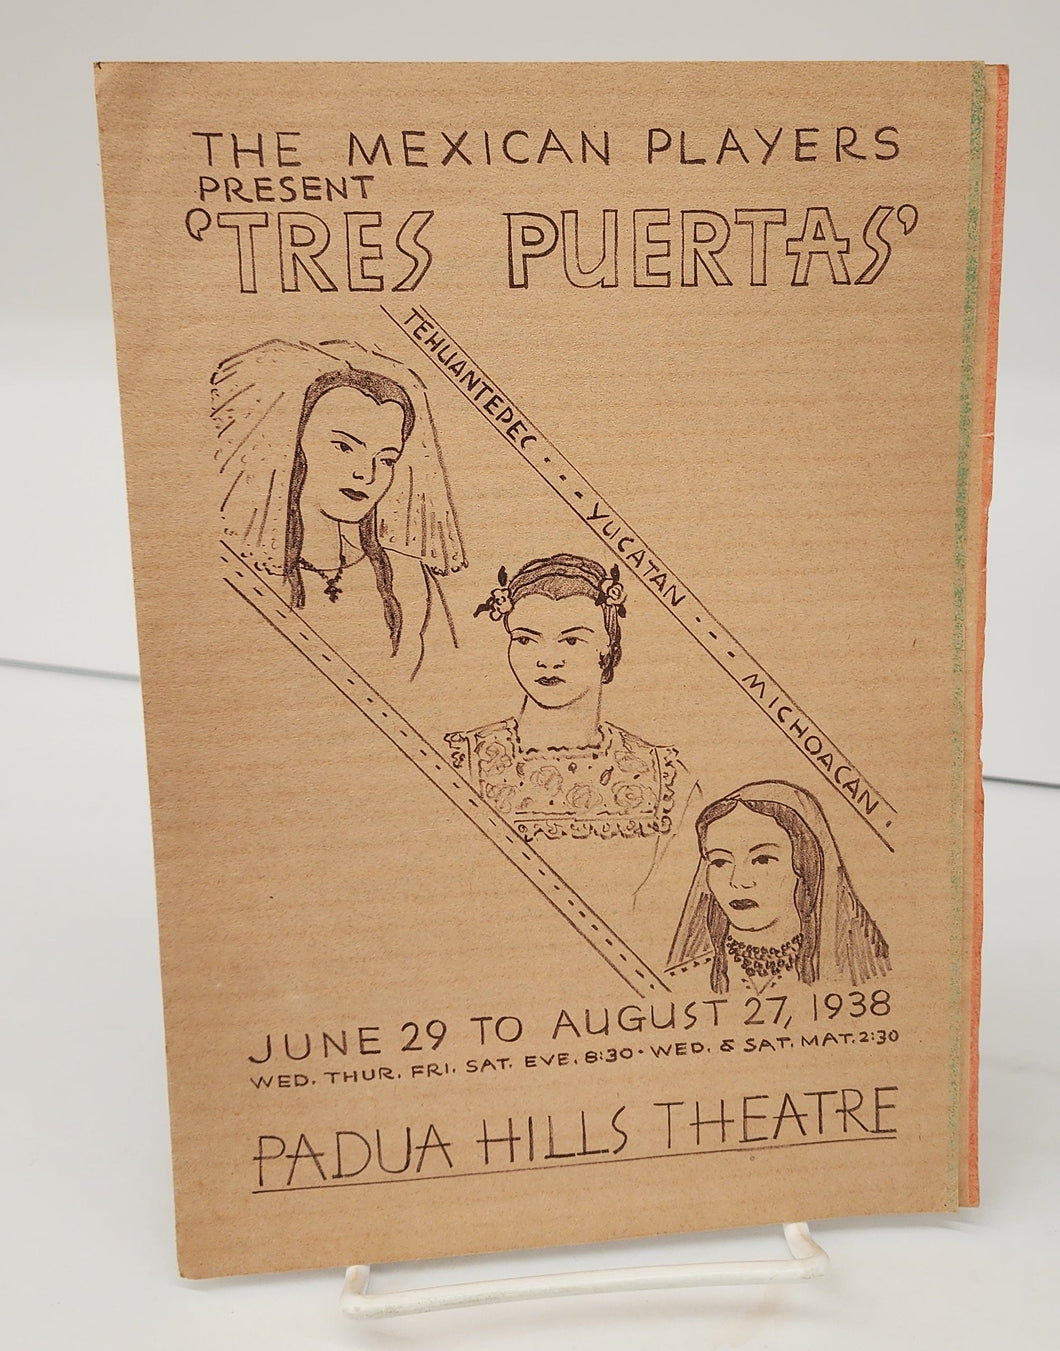 THE MEXICAN PLAYERS
PRESENT
'TRES PUERTAS'
TEHUANTEPEC . . . . YUCATAN . . . . MICHOACAN .
JUNE 29 TO AUGUST 27, 1938
WED. THUR. FRI. SAT. EVE. 8:30 · WED. & SAT. MAT. 2:30
PADUA HILLS THEATRE